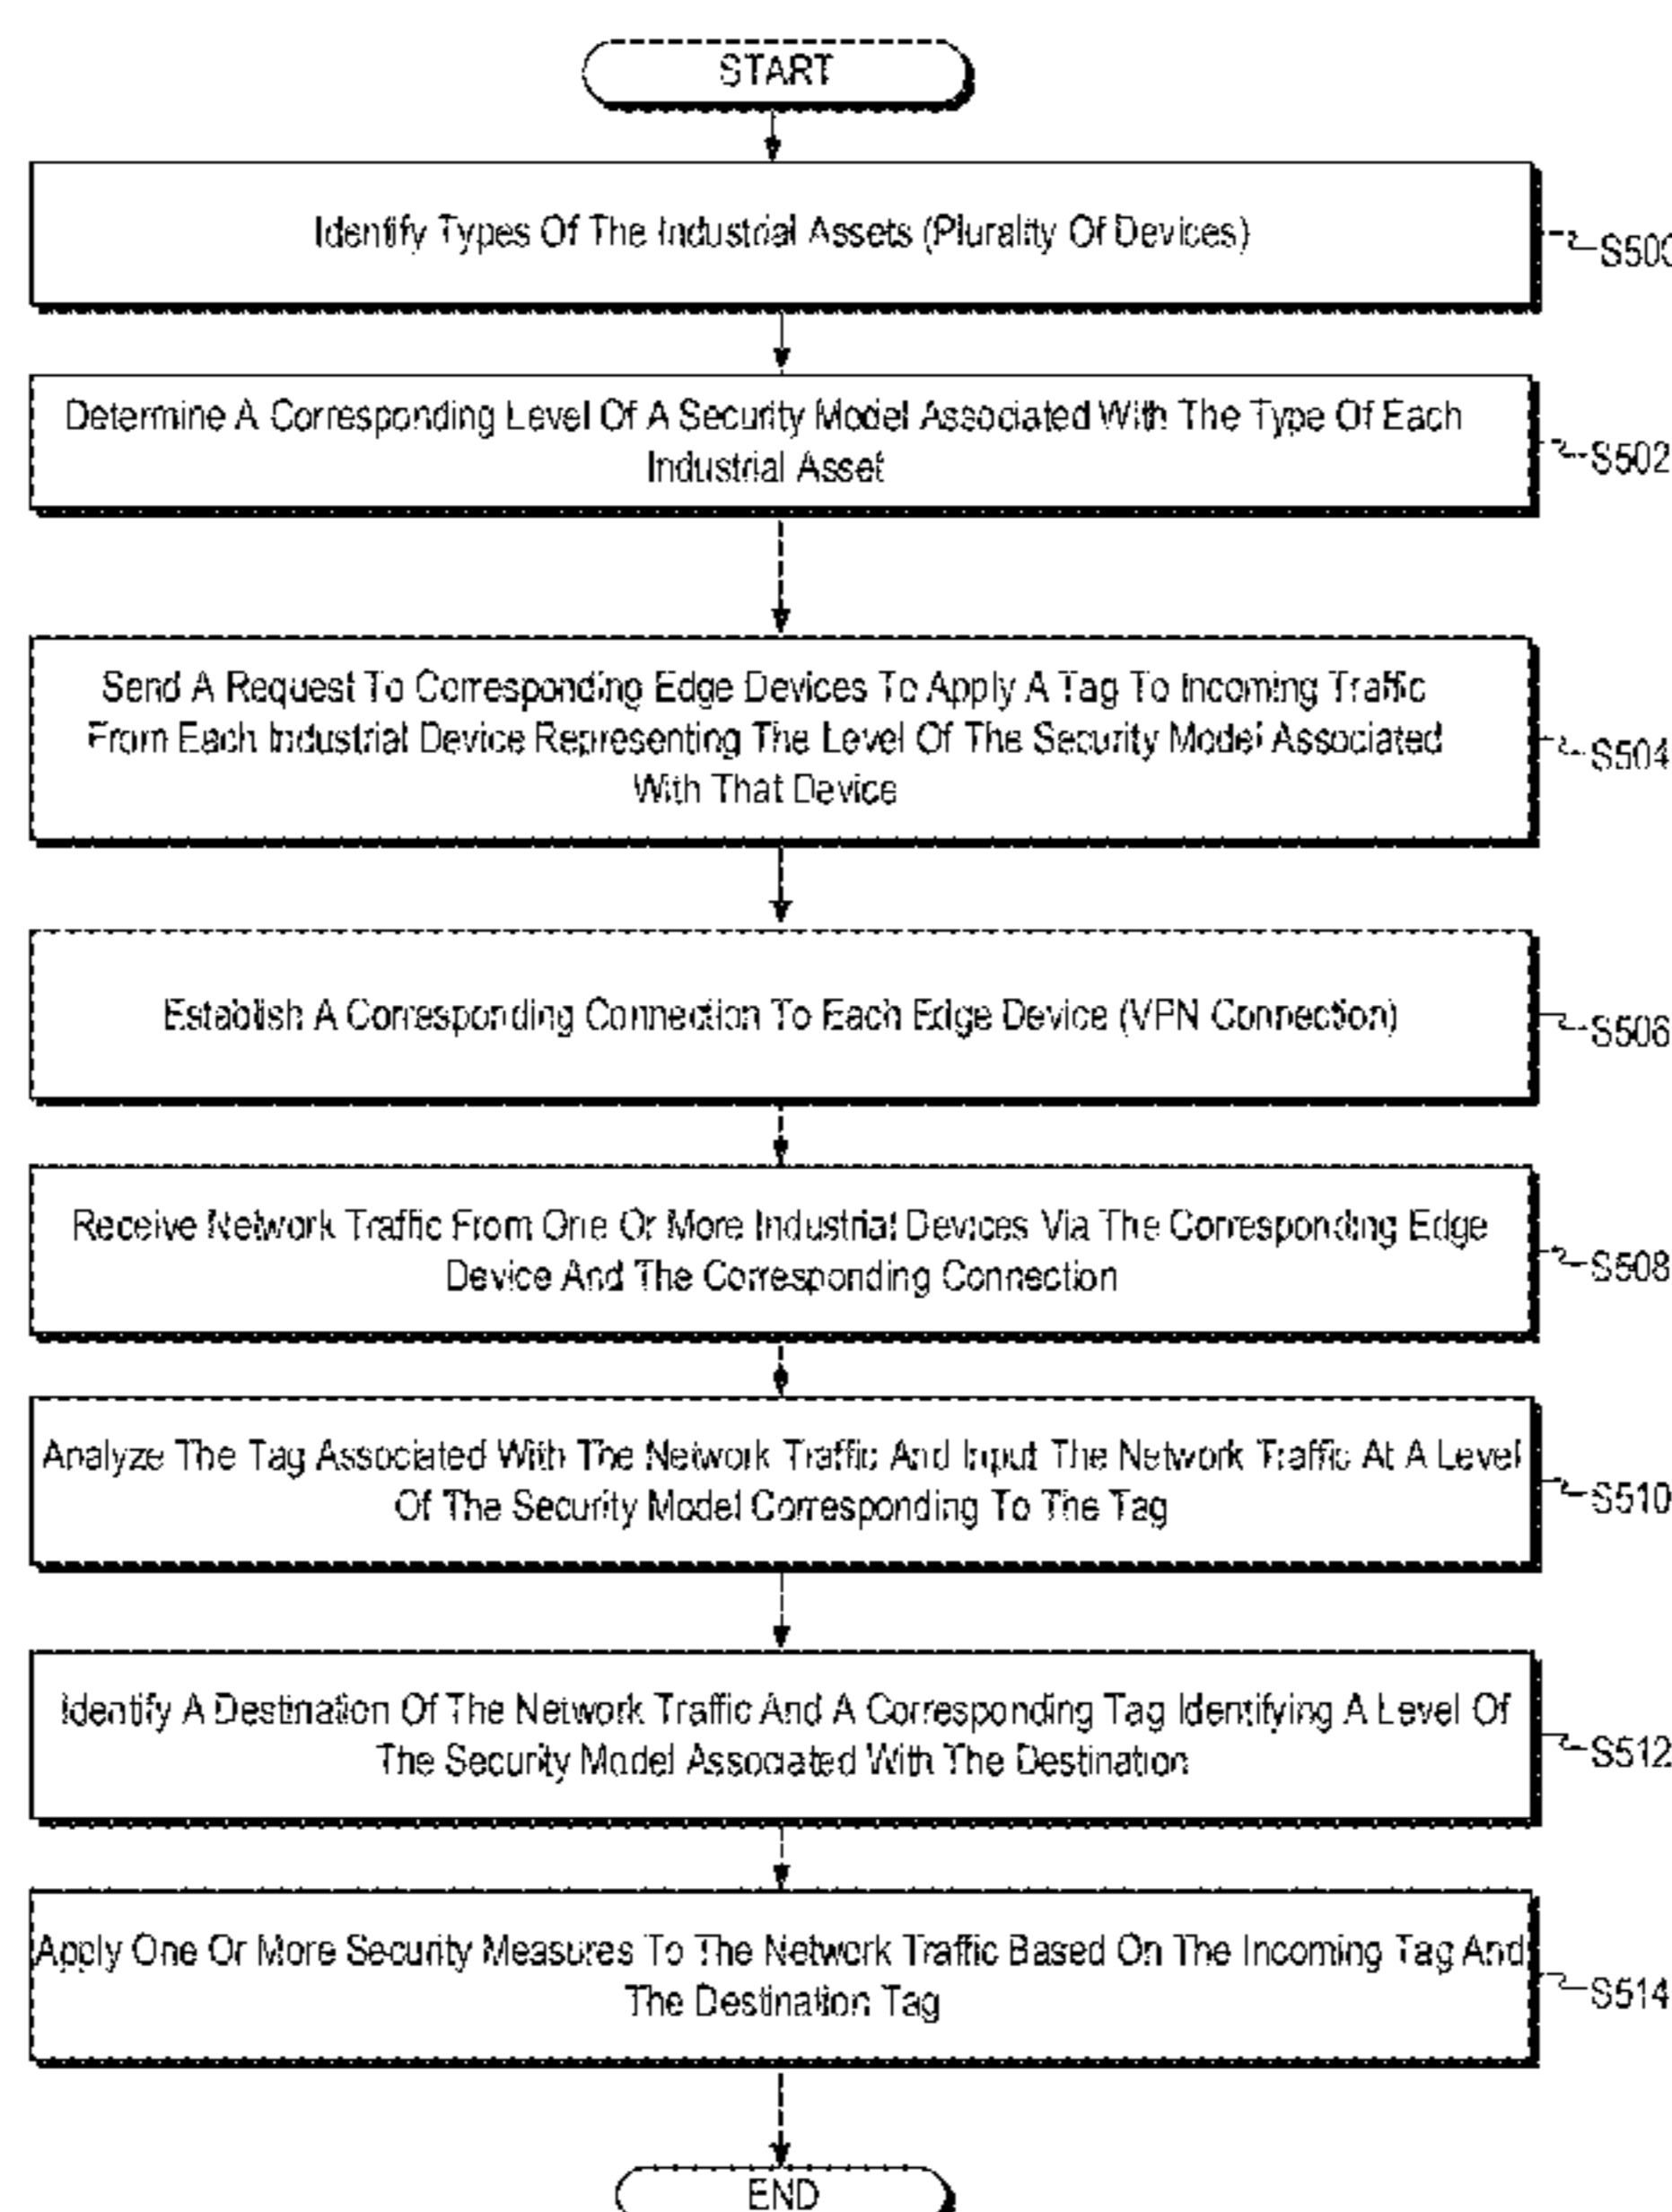 START
Identify Types Of The Industrial Assets (Plurality Of Devices)
S500
Determine A Corresponding Level Of A Security Model Associated With The Type Of Each
Industrial Asset
S502
Send A Request To Corresponding Edge Devices To Apply A Tag To Incoming Traffic
From Each Industrial Device Representing The Level Of The Security Model Associated
With That Device
S504
Establish A Corresponding Connection To Each Edge Device (VPN Connection)
S506
Receive Network Traffic From One Or More Industrial Devices Via The Corresponding Edge
Device And The Corresponding Connection
S508
Analyze The Tag Associated With The Network Traffic And Input The Network Traffic At A Level
Of The Security Model Corresponding To The Tag
S510
Identify A Destination Of The Network Traffic And A Corresponding Tag Identifying A Level Of
The Security Model Associated With The Destination
S512
Apply One Or More Security Measures To The Network Traffic Based On The Incoming Tag And
The Destination Tag
S514
END